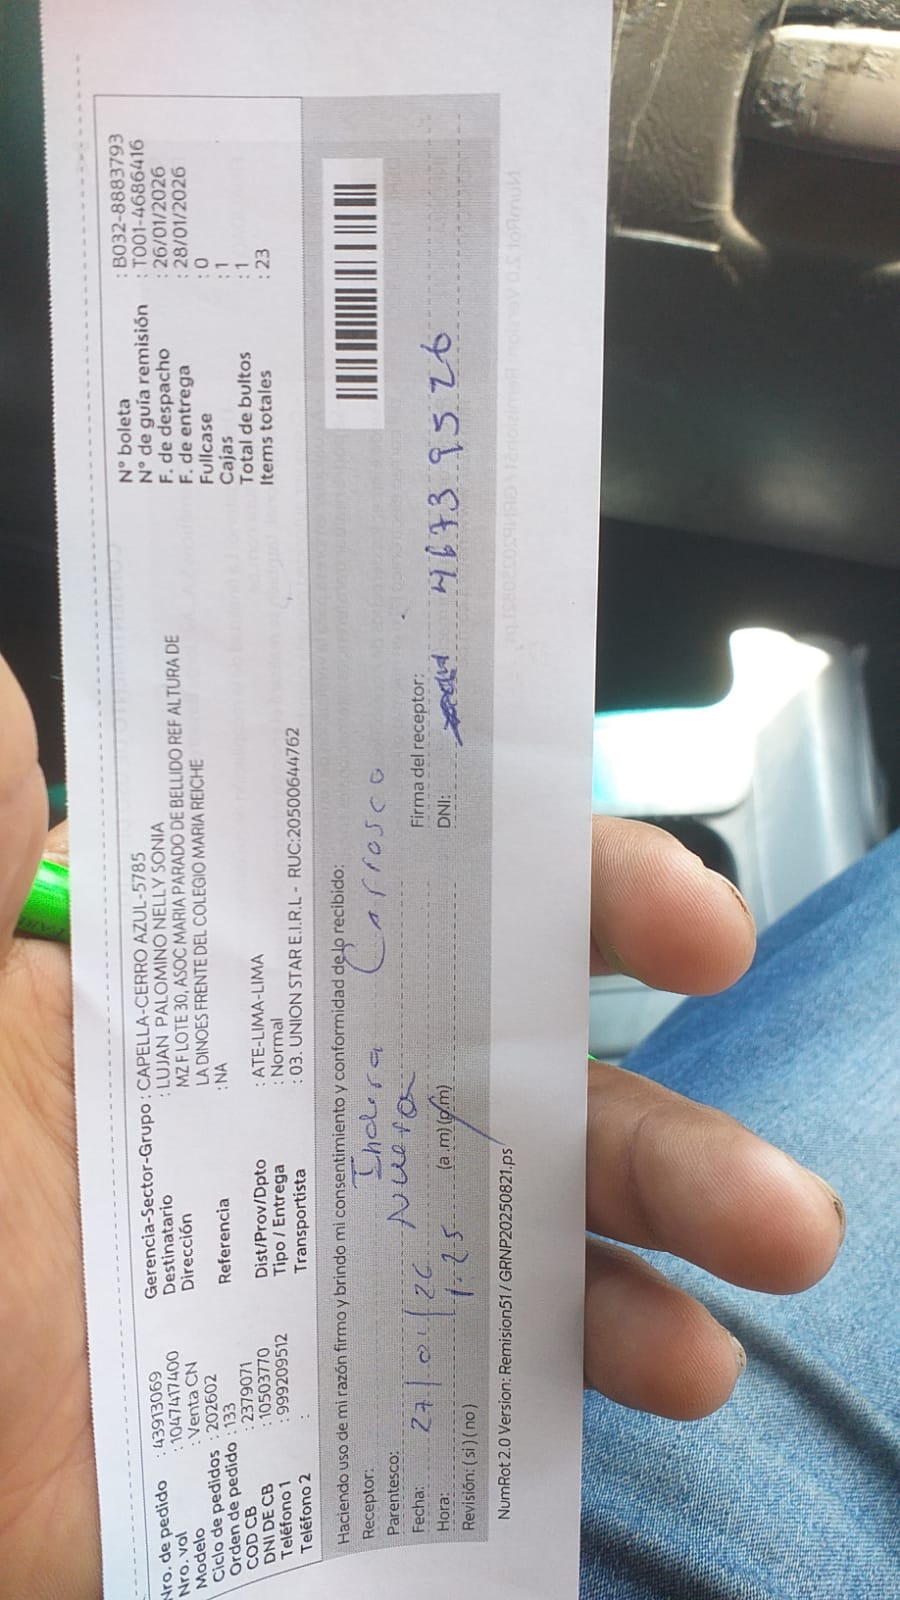 Nro. de pedido : 43913069
Nro. vol : 1047417400
Modelo : Venta CN
Ciclo de pedidos : 202602
Orden de pedido : 133
COD CB : 2379071
DNI DE CB : 10503770
Teléfono 1 : 999209512
Teléfono 2 :
Gerencia-Sector-Grupo : CAPELLA-CERRO AZUL-5785
Destinatario : LUJAN PALOMINO NELLY SONIA
Dirección MZ F LOTE 30, ASOC MARIA PARADO DE BELLIDO REF ALTURA DE
LA DINOES FRENTE DEL COLEGIO MARIA REICHE
Referencia : NA
Dist/Prov/Dpto : ATE-LIMA-LIMA
Tipo / Entrega : Normal
Transportista : 03. UNION STAR E.I.R.L - RUC:20500644762
N° boleta : B032-8883793
N° de guía remisión : T001-4686416
F. de despacho : 26/01/2026
F. de entrega : 28/01/2026
Fullcase : 0
Cajas : 1
Total de bultos : 1
Items totales : 23
Haciendo uso de mi razón firmo y brindo mi consentimiento y conformidad de lo recibido:
Receptor: Indira Carrosco
Parentesco: Nuera
Fecha: 27/01/26 Firma del receptor:
Hora: 1:25 (a.m) (p.m) DNI: 46739526
Revisión: ( si ) ( no )
NumRot 2.0 Version: Remision51 / GRNP20250821.ps